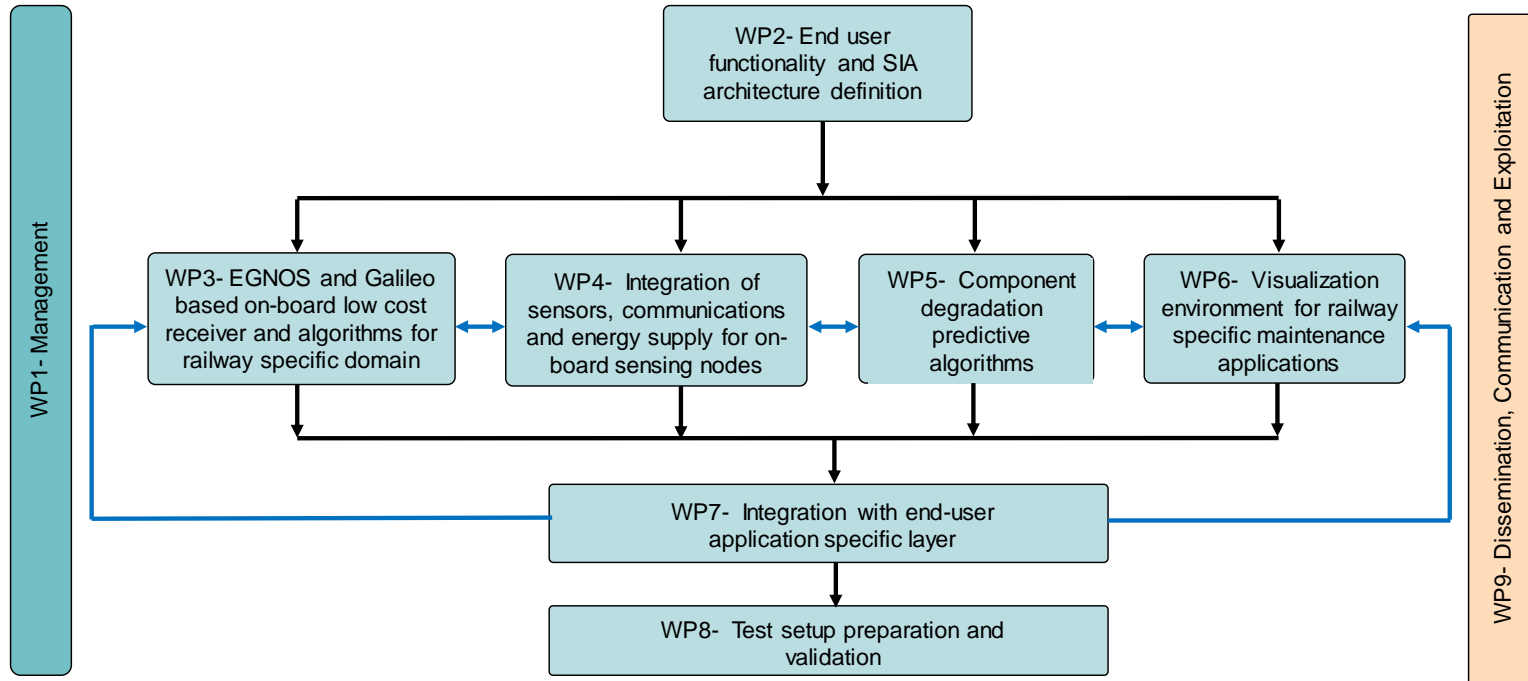 WP1- Management
WP2- End user
functionality and SIA
architecture definition
WP3- EGNOS and Galileo
based on-board low cost
receiver and algorithms for
railway specific domain
WP4- Integration of
sensors, communications
and energy supply for on-
board sensing nodes
WP5- Component
degradation
predictive
algorithms
WP6- Visualization
environment for railway
specific maintenance
applications
WP7- Integration with end-user
application specific layer
WP8- Test setup preparation and
validation
WP9- Dissemination, Communication and Exploitation